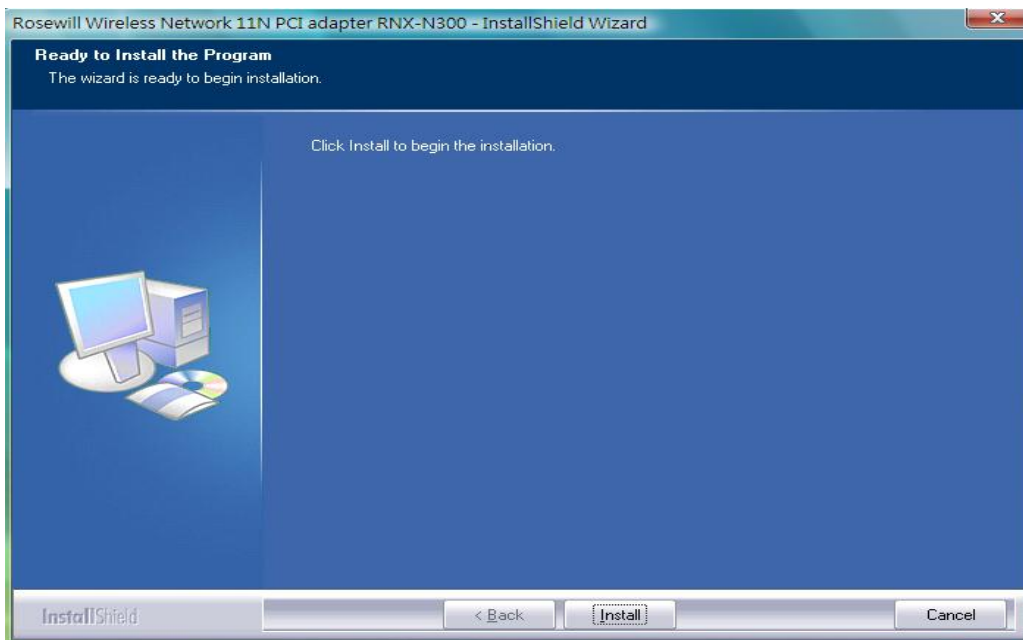 Rosewill Wireless Network 11N PCI adapter RNX-N300 - InstallShield Wizard
Ready to Install the Program
The wizard is ready to begin installation.
Click Install to begin the installation.
InstallShield
< Back
Install
Cancel